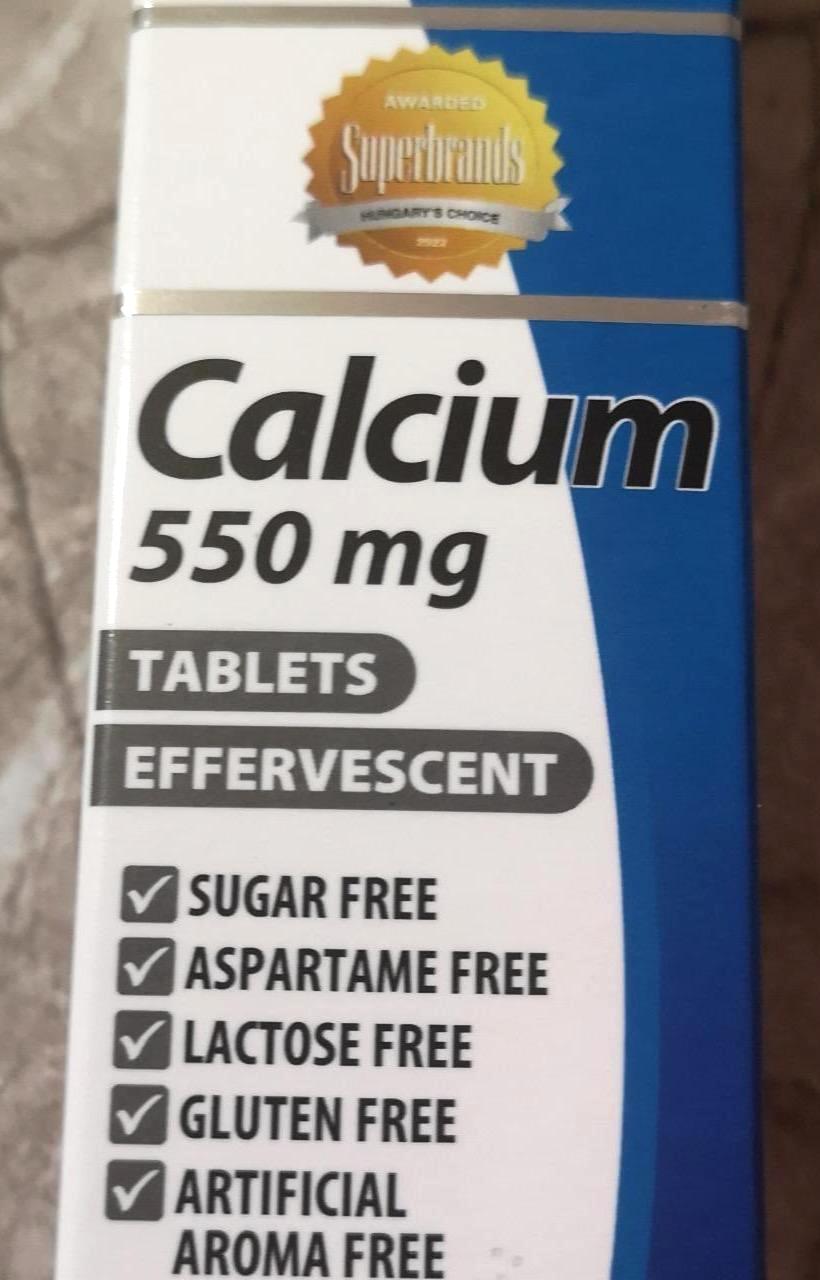 AWARDED
Superbrands
HUNGARY'S CHOICE
Calcium
550 mg
TABLETS
EFFERVESCENT
SUGAR FREE
ASPARTAME FREE
LACTOSE FREE
GLUTEN FREE
ARTIFICIAL
AROMA FREE